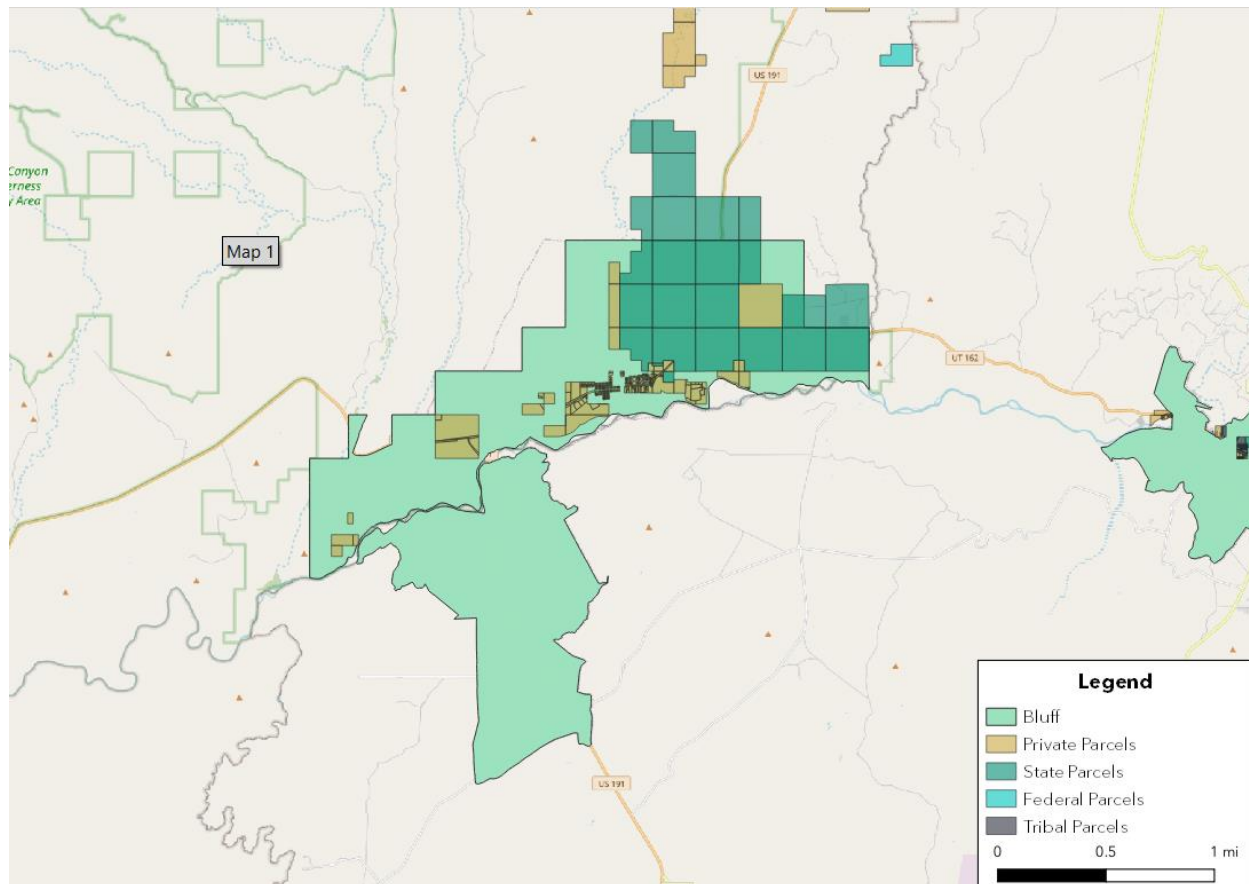 US 191
Canyon
erness
y Area
Map 1
UT 162
US 191
Legend
Bluff
Private Parcels
State Parcels
Federal Parcels
Tribal Parcels
0 0.5 1 mi